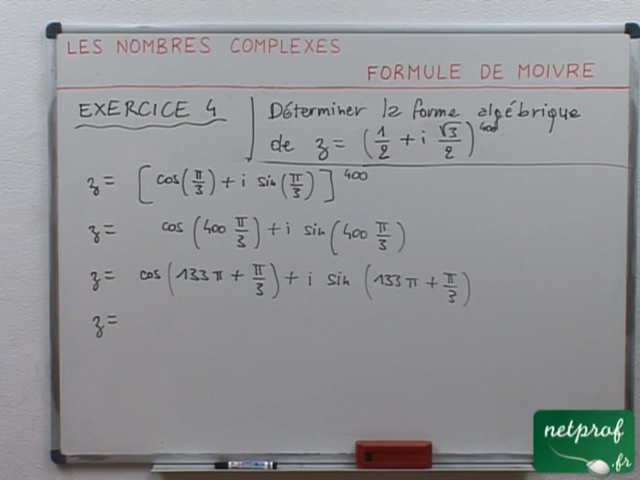 LES NOMBRES COMPLEXES
FORMULE DE MOIVRE
EXERCICE 4
Déterminer la forme algébrique
de z = (1/2 + i √3/2)^400
z = [cos(π/3) + i sin(π/3)]^400
z = cos(400 π/3) + i sin(400 π/3)
z = cos(133π + π/3) + i sin(133π + π/3)
z =
netprof
.fr